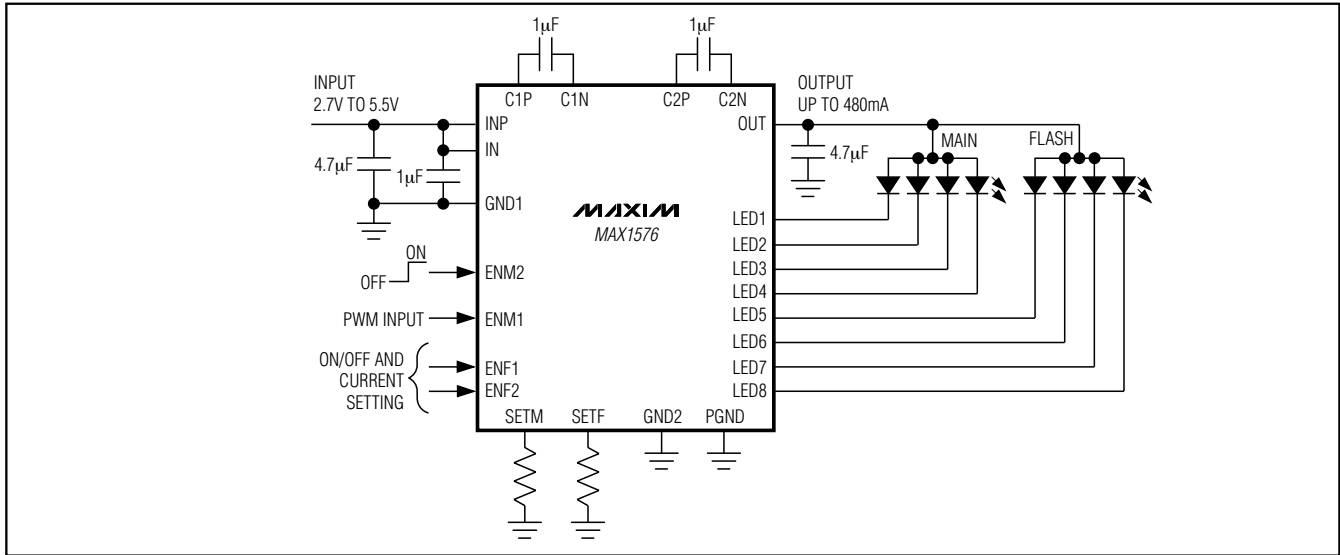 1μF
1μF
INPUT
2.7V TO 5.5V
OUTPUT
UP TO 480mA
C1P
C1N
C2P
C2N
INP
OUT
IN
MAIN
FLASH
4.7μF
1μF
4.7μF
GND1
MAXIM
MAX1576
LED1
LED2
LED3
LED4
LED5
LED6
LED7
LED8
ON
OFF
ENM2
PWM INPUT
ENM1
ON/OFF AND
CURRENT
SETTING
ENF1
ENF2
SETM
SETF
GND2
PGND